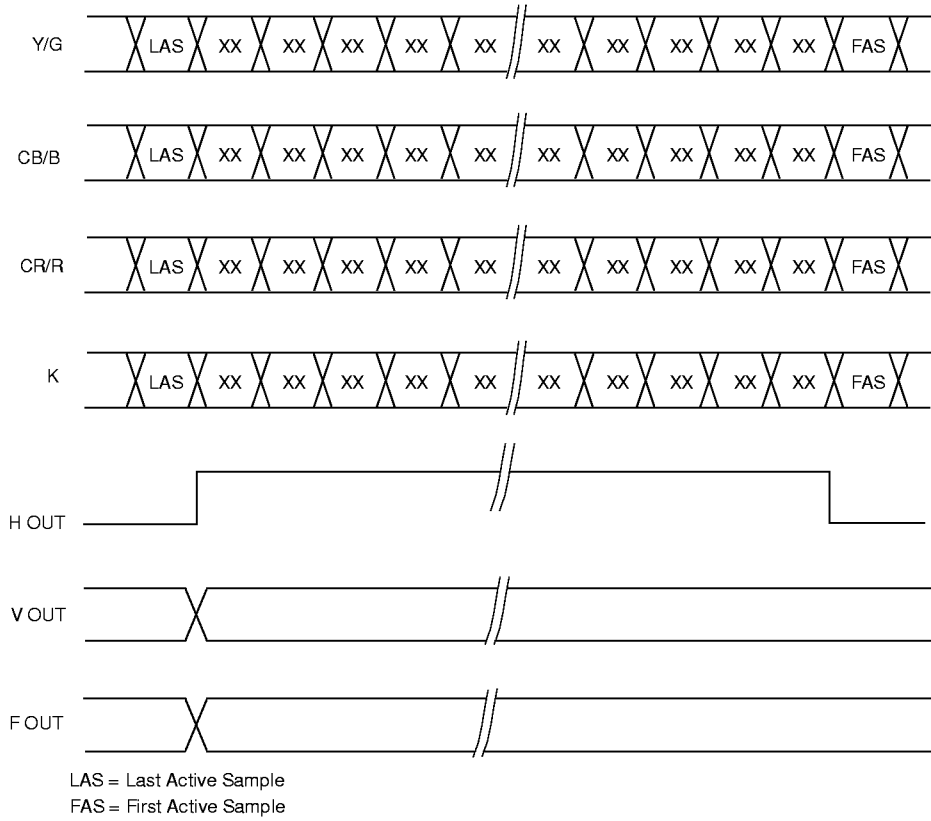 Y/G LAS XX XX XX XX XX XX XX XX XX XX FAS
CB/B LAS XX XX XX XX XX XX XX XX XX XX FAS
CR/R LAS XX XX XX XX XX XX XX XX XX XX FAS
K LAS XX XX XX XX XX XX XX XX XX XX FAS
H OUT
V OUT
F OUT
LAS = Last Active Sample
FAS = First Active Sample